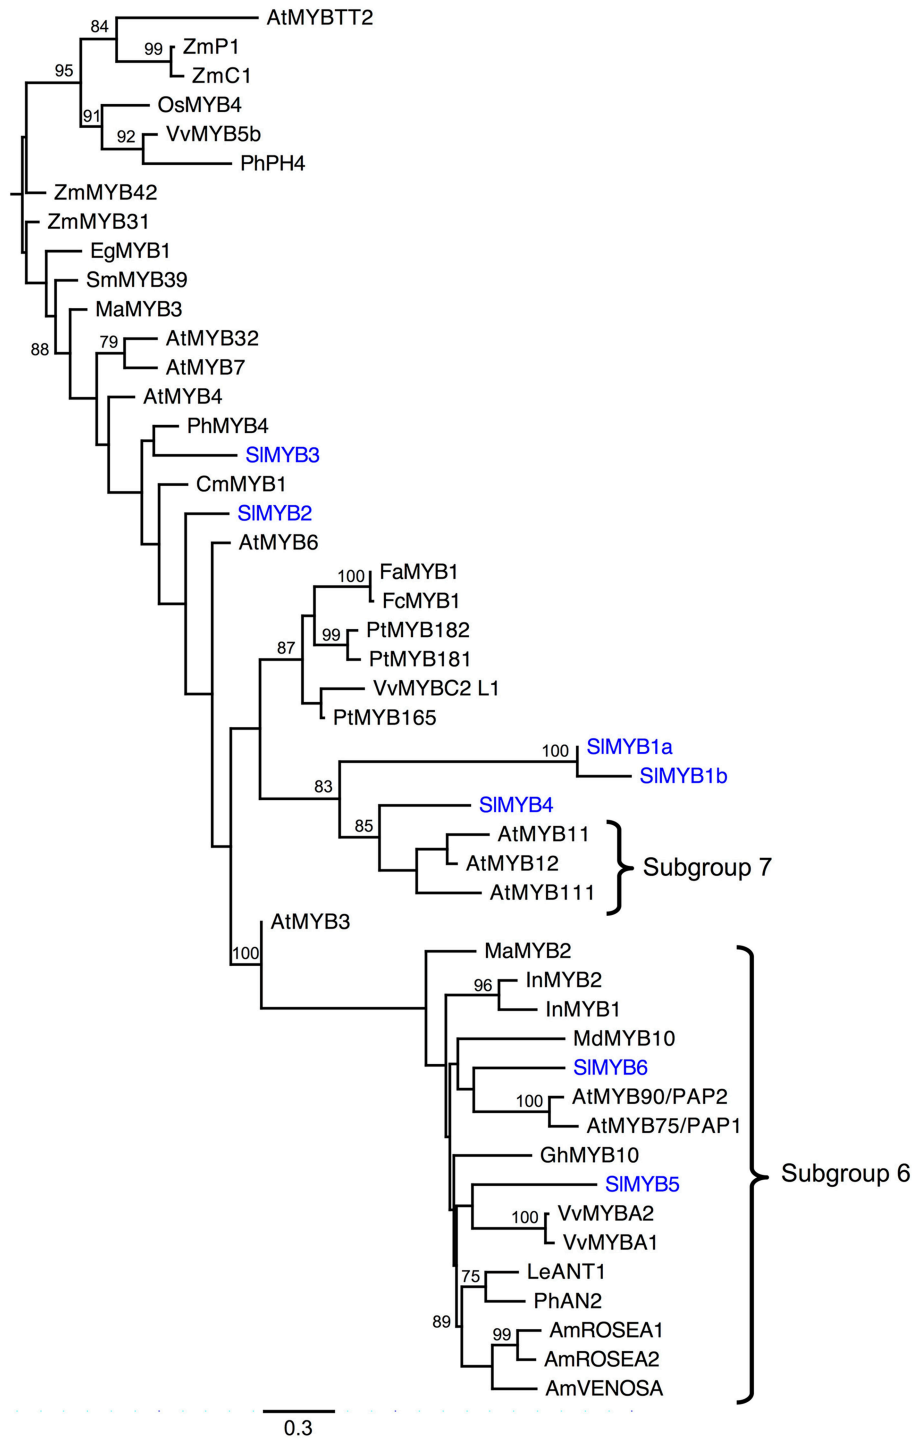 AtMYBTT2
84
99
ZmP1
ZmC1
95
OsMYB4
91
92
VvMYB5b
PhPH4
ZmMYB42
ZmMYB31
EgMYB1
SmMYB39
MaMYB3
88
79
AtMYB32
AtMYB7
AtMYB4
PhMYB4
SlMYB3
CmMYB1
SlMYB2
AtMYB6
100
FaMYB1
FcMYB1
99
PtMYB182
87
PtMYB181
VvMYBC2 L1
PtMYB165
100
SlMYB1a
SlMYB1b
83
SlMYB4
85
AtMYB11
AtMYB12
Subgroup 7
AtMYB111
AtMYB3
100
MaMYB2
96
InMYB2
InMYB1
MdMYB10
SlMYB6
100
AtMYB90/PAP2
AtMYB75/PAP1
GhMYB10
Subgroup 6
SlMYB5
100
VvMYBA2
VvMYBA1
75
LeANT1
PhAN2
89
99
AmROSEA1
AmROSEA2
AmVENOSA
0.3